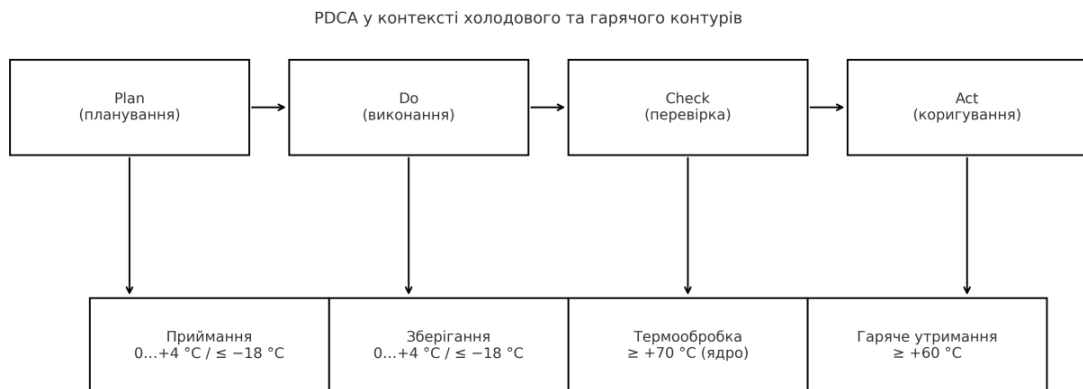 PDCA у контексті холодового та гарячого контурів
Plan
(планування)
Do
(виконання)
Check
(перевірка)
Act
(коригування)
Приймання
0…+4 °C / ≤ −18 °C
Зберігання
0…+4 °C / ≤ −18 °C
Термообробка
≥ +70 °C (ядро)
Гаряче утримання
≥ +60 °C